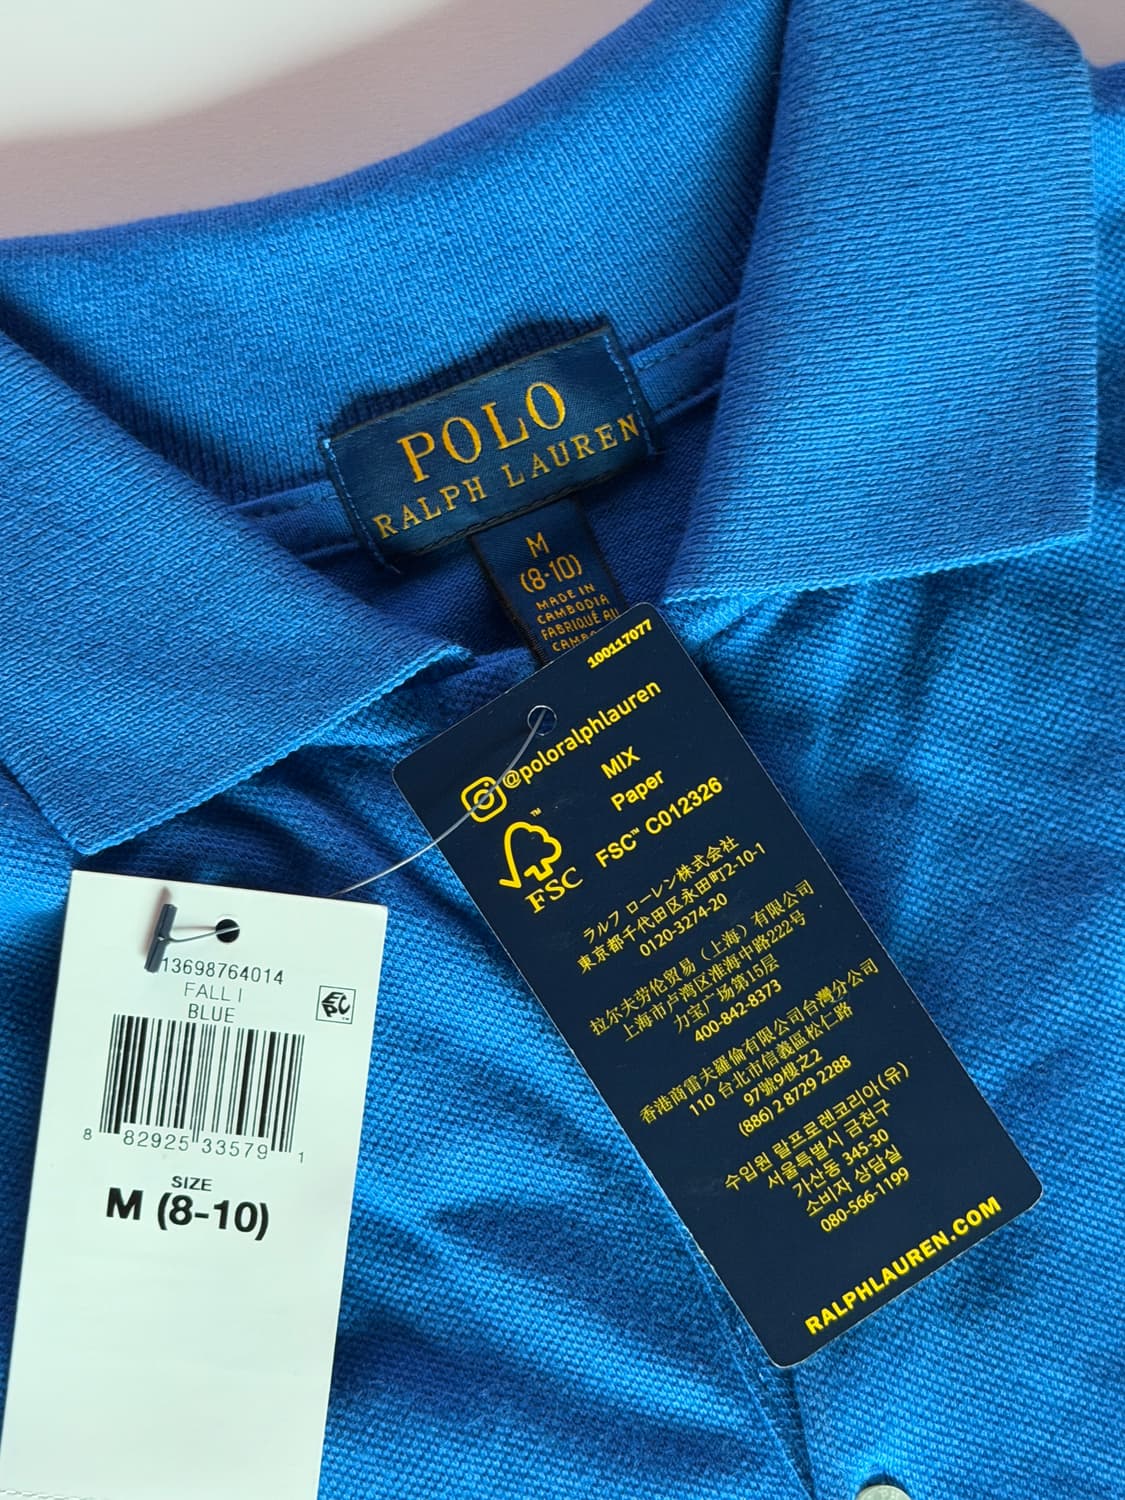 POLO
RALPH LAUREN
M
(8-10)
MADE IN
CAMBODIA
FABRIQUÉ AU
100117077
@poloralphlauren
MIX
Paper
FSC™ C012326
FSC
ラルフ ローレン株式会社
東京都千代田区永田町2-10-1
0120-3274-20
拉尔夫劳伦贸易（上海）有限公司
上海市卢湾区淮海中路222号
力宝广场第15层
400-842-8373
香港商雷夫羅倫有限公司台灣分公司
110 台北市信義區松仁路
97號9樓之2
(886) 2 8729 2288
수입원 랄프로렌코리아(유)
서울특별시 금천구
가산동 345-30
소비자 상담실
080-566-1199
RALPHLAUREN.COM
13698764014
FALL I
BLUE
EPC
8 82925 33579 1
SIZE
M (8-10)